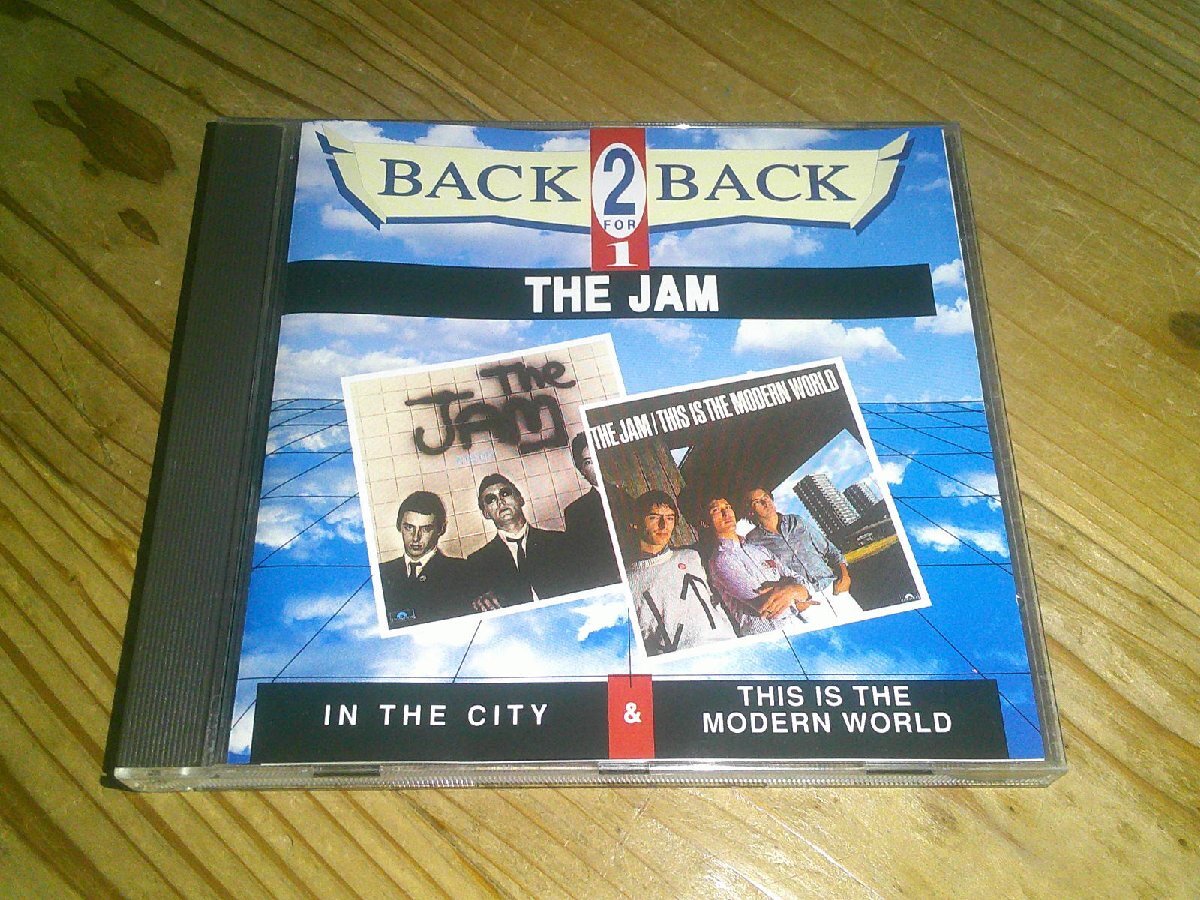 BACK 2 BACK
FOR
1
THE JAM
The
JAM
THE JAM / THIS IS THE MODERN WORLD
IN THE CITY & THIS IS THE
MODERN WORLD